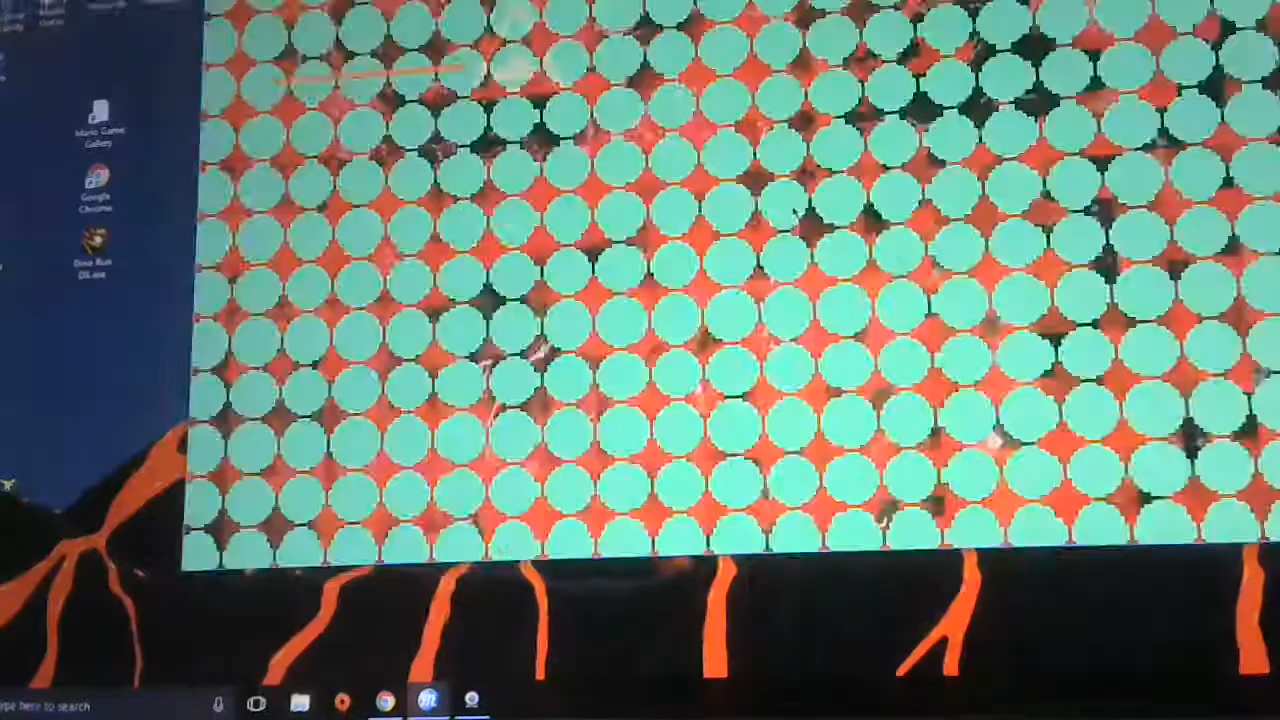 Mario Game
Gallery
Google
Chrome
Dino Run
DX.exe
ype here to search